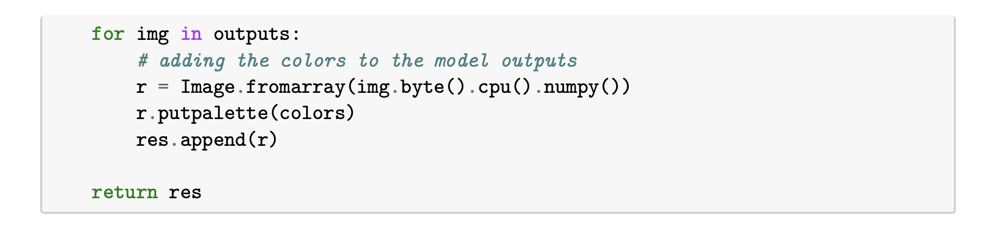 for img in outputs:
    # adding the colors to the model outputs
    r = Image.fromarray(img.byte().cpu().numpy())
    r.putpalette(colors)
    res.append(r)

return res